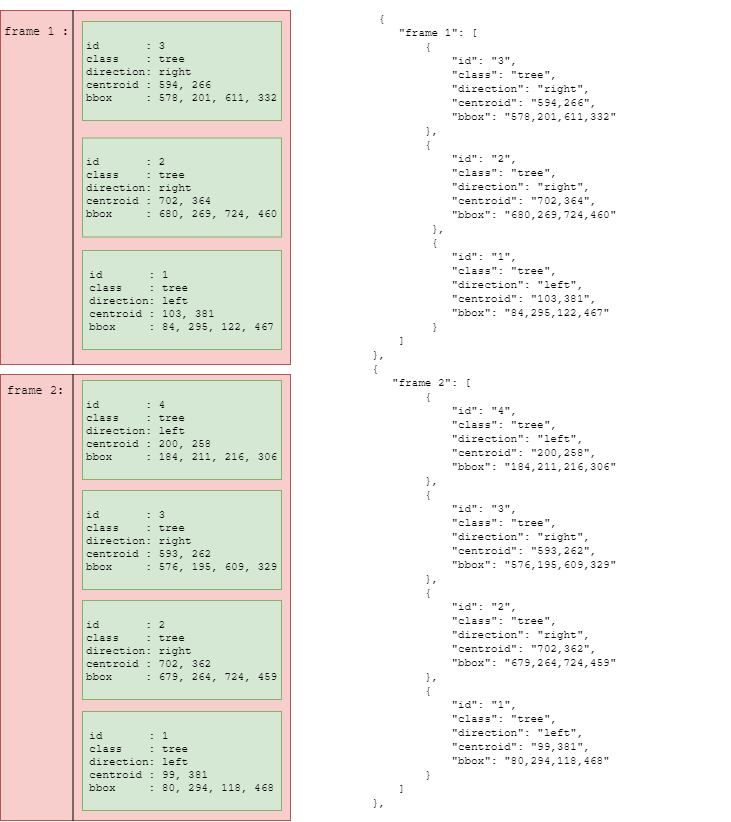 frame 1 :
id : 3
class : tree
direction: right
centroid : 594, 266
bbox : 578, 201, 611, 332
id : 2
class : tree
direction: right
centroid : 702, 364
bbox : 680, 269, 724, 460
id : 1
class : tree
direction: left
centroid : 103, 381
bbox : 84, 295, 122, 467
frame 2:
id : 4
class : tree
direction: left
centroid : 200, 258
bbox : 184, 211, 216, 306
id : 3
class : tree
direction: right
centroid : 593, 262
bbox : 576, 195, 609, 329
id : 2
class : tree
direction: right
centroid : 702, 362
bbox : 679, 264, 724, 459
id : 1
class : tree
direction: left
centroid : 99, 381
bbox : 80, 294, 118, 468
{
"frame 1": [
{
"id": "3",
"class": "tree",
"direction": "right",
"centroid": "594,266",
"bbox": "578,201,611,332"
},
{
"id": "2",
"class": "tree",
"direction": "right",
"centroid": "702,364",
"bbox": "680,269,724,460"
},
{
"id": "1",
"class": "tree",
"direction": "left",
"centroid": "103,381",
"bbox": "84,295,122,467"
}
]
},
{
"frame 2": [
{
"id": "4",
"class": "tree",
"direction": "left",
"centroid": "200,258",
"bbox": "184,211,216,306"
},
{
"id": "3",
"class": "tree",
"direction": "right",
"centroid": "593,262",
"bbox": "576,195,609,329"
},
{
"id": "2",
"class": "tree",
"direction": "right",
"centroid": "702,362",
"bbox": "679,264,724,459"
},
{
"id": "1",
"class": "tree",
"direction": "left",
"centroid": "99,381",
"bbox": "80,294,118,468"
}
]
},